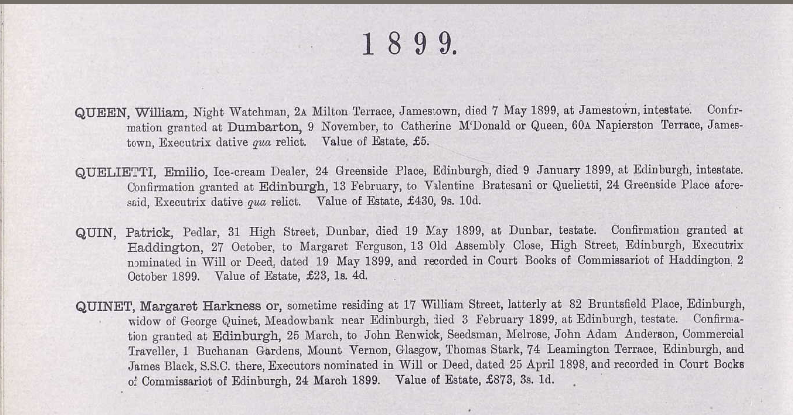 1899.
QUEEN, William, Night Watchman, 2A Milton Terrace, Jamestown, died 7 May 1899, at Jamestown, intestate. Confir-
mation granted at Dumbarton, 9 November, to Catherine M'Donald or Queen, 60A Napierston Terrace, James-
town, Executrix dative qua relict. Value of Estate, £5.
QUELIETTI, Emilio, Ice-cream Dealer, 24 Greenside Place, Edinburgh, died 9 January 1899, at Edinburgh, intestate.
Confirmation granted at Edinburgh, 13 February, to Valentine Bratesani or Quelietti, 24 Greenside Place afore-
said, Executrix dative qua relict. Value of Estate, £430, 9s. 10d.
QUIN, Patrick, Pedlar, 31 High Street, Dunbar, died 19 May 1899, at Dunbar, testate. Confirmation granted at
Haddington, 27 October, to Margaret Ferguson, 13 Old Assembly Close, High Street, Edinburgh, Executrix
nominated in Will or Deed, dated 19 May 1899, and recorded in Court Books of Commissariot of Haddington, 2
October 1899. Value of Estate, £23, 1s. 4d.
QUINET, Margaret Harkness or, sometime residing at 17 William Street, latterly at 82 Bruntsfield Place, Edinburgh,
widow of George Quinet, Meadowbank near Edinburgh, died 3 February 1899, at Edinburgh, testate. Confirma-
tion granted at Edinburgh, 25 March, to John Renwick, Seedsman, Melrose, John Adam Anderson, Commercial
Traveller, 1 Buchanan Gardens, Mount Vernon, Glasgow, Thomas Stark, 74 Leamington Terrace, Edinburgh, and
James Black, S.S.C. there, Executors nominated in Will or Deed, dated 25 April 1898, and recorded in Court Books
of Commissariot of Edinburgh, 24 March 1899. Value of Estate, £873, 3s. 1d.